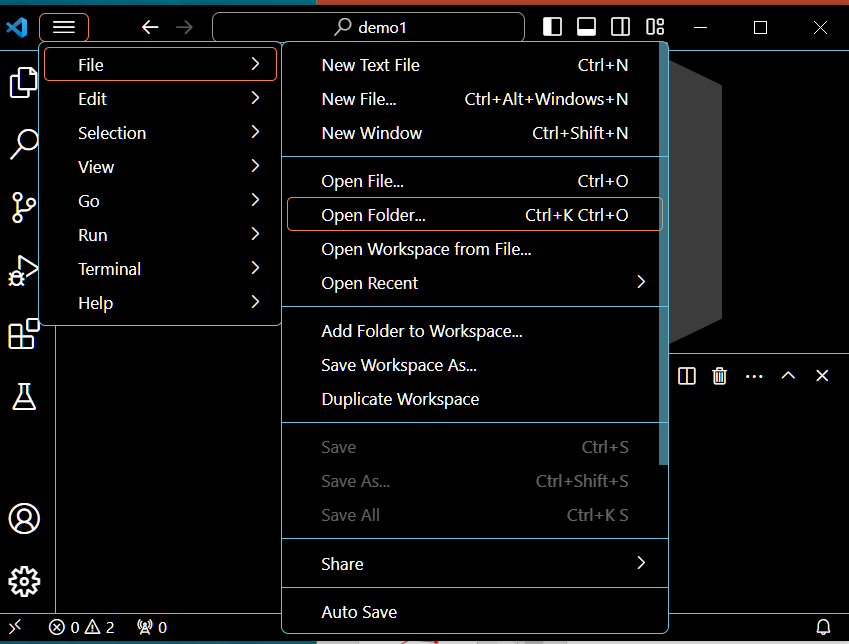 demo1
File
Edit
Selection
View
Go
Run
Terminal
Help
New Text File Ctrl+N
New File... Ctrl+Alt+Windows+N
New Window Ctrl+Shift+N
Open File... Ctrl+O
Open Folder... Ctrl+K Ctrl+O
Open Workspace from File...
Open Recent
Add Folder to Workspace...
Save Workspace As...
Duplicate Workspace
Save Ctrl+S
Save As... Ctrl+Shift+S
Save All Ctrl+K S
Share
Auto Save
0 2 0